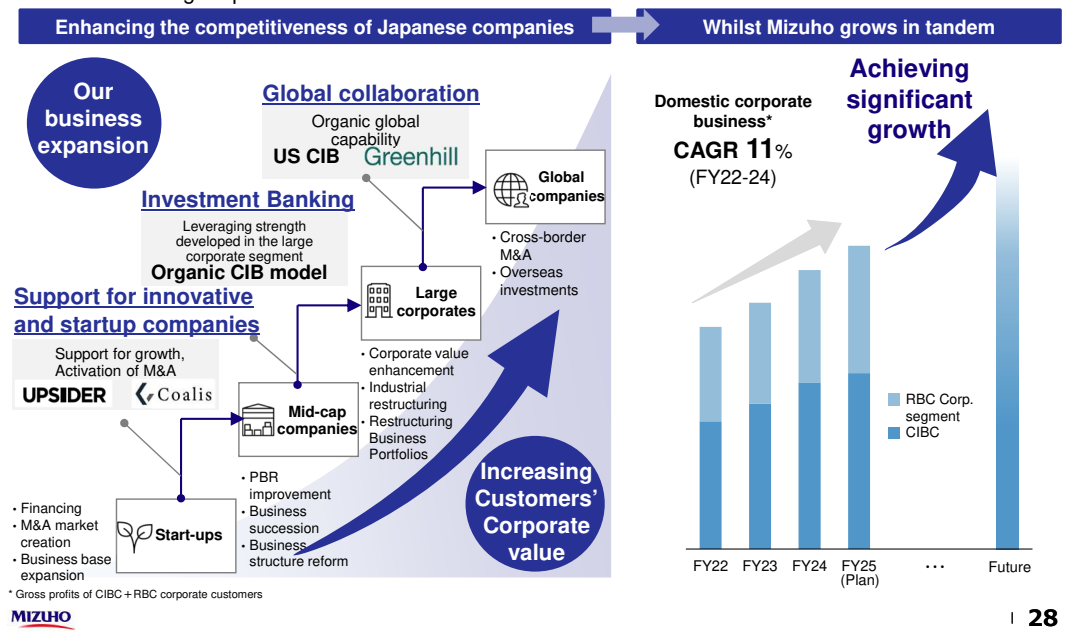 Enhancing the competitiveness of Japanese companies
Whilst Mizuho grows in tandem
Our
business
expansion
Global collaboration
Organic global
capability
US CIB Greenhill
Global
companies
• Cross-border
M&A
• Overseas
investments
Investment Banking
Leveraging strength
developed in the large
corporate segment
Organic CIB model
Large
corporates
• Corporate value
enhancement
• Industrial
restructuring
• Restructuring
Business
Portfolios
Support for innovative
and startup companies
Support for growth,
Activation of M&A
UPSIDER Coalis
Mid-cap
companies
• PBR
improvement
• Business
succession
• Business
structure reform
Start-ups
• Financing
• M&A market
creation
• Business base
expansion
Increasing
Customers'
Corporate
value
Domestic corporate
business*
CAGR 11%
(FY22-24)
Achieving
significant
growth
RBC Corp.
segment
CIBC
FY22 FY23 FY24 FY25 ··· Future
(Plan)
* Gross profits of CIBC+RBC corporate customers
MIZUHO
28